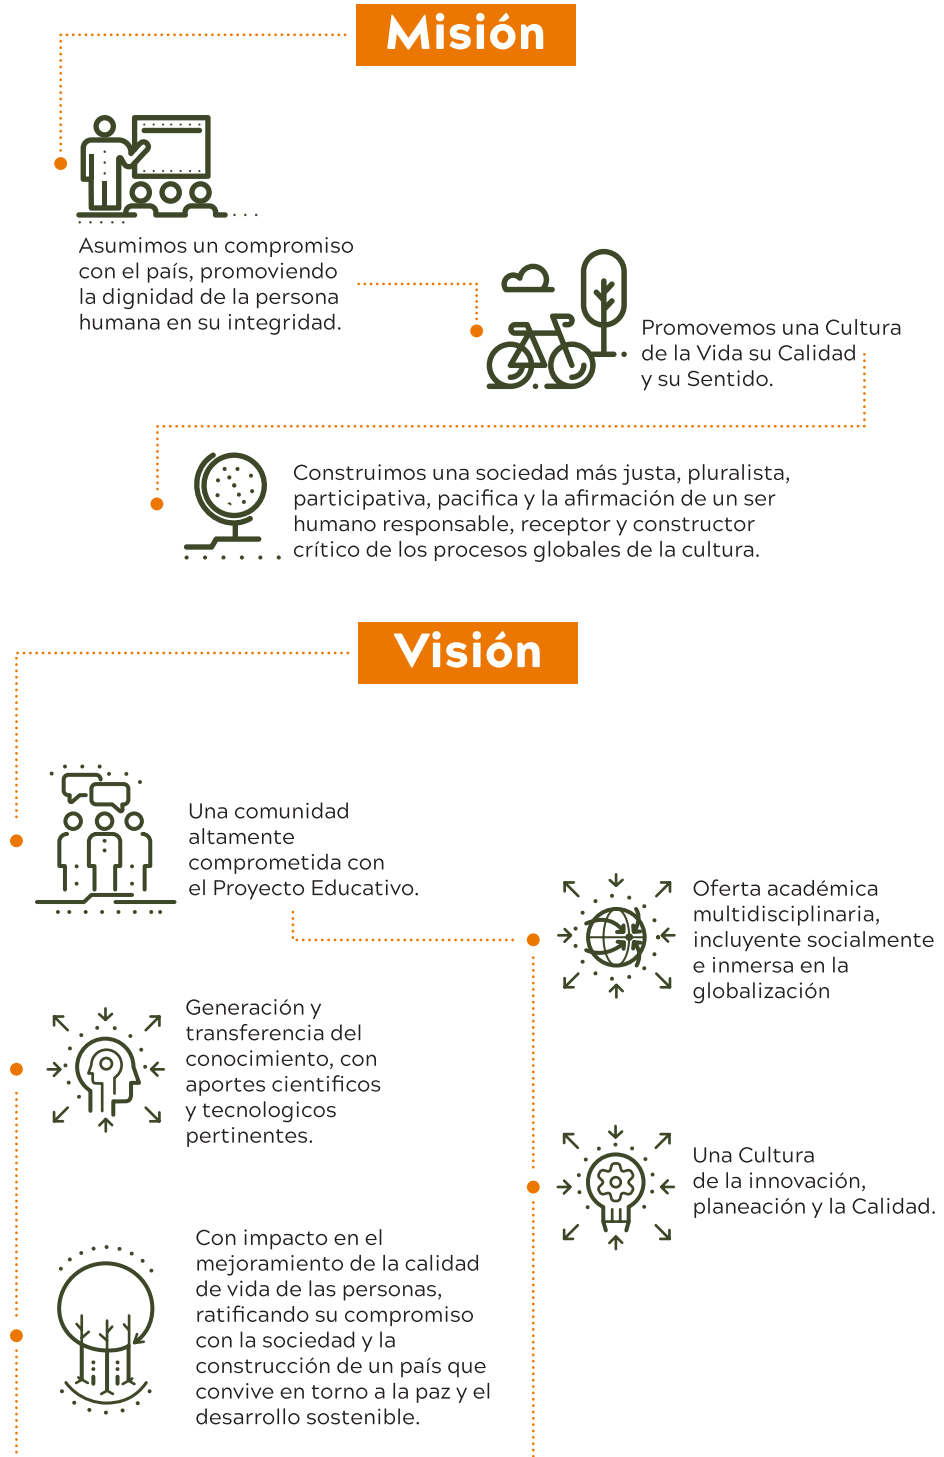 Misión
Asumimos un compromiso
con el país, promoviendo
la dignidad de la persona
humana en su integridad.
Promovemos una Cultura
de la Vida su Calidad
y su Sentido.
Construimos una sociedad más justa, pluralista,
participativa, pacifica y la afirmación de un ser
humano responsable, receptor y constructor
crítico de los procesos globales de la cultura.
Visión
Una comunidad
altamente
comprometida con
el Proyecto Educativo.
Oferta académica
multidisciplinaria,
incluyente socialmente
e inmersa en la
globalización
Generación y
transferencia del
conocimiento, con
aportes cientificos
y tecnologicos
pertinentes.
Una Cultura
de la innovación,
planeación y la Calidad.
Con impacto en el
mejoramiento de la calidad
de vida de las personas,
ratificando su compromiso
con la sociedad y la
construcción de un país que
convive en torno a la paz y el
desarrollo sostenible.